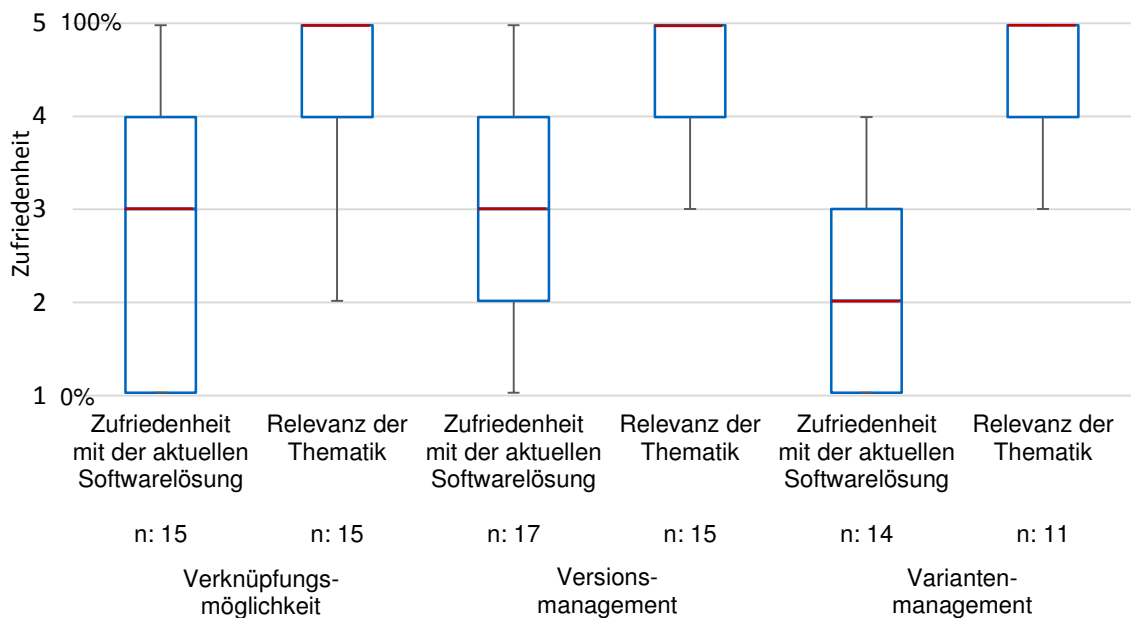 5 100%
4
3
2
1 0%
Zufriedenheit
Zufriedenheit
mit der aktuellen
Softwarelösung
Relevanz der
Thematik
Zufriedenheit
mit der aktuellen
Softwarelösung
Relevanz der
Thematik
Zufriedenheit
mit der aktuellen
Softwarelösung
Relevanz der
Thematik
n: 15
n: 15
n: 17
n: 15
n: 14
n: 11
Verknüpfungs-
möglichkeit
Versions-
management
Varianten-
management